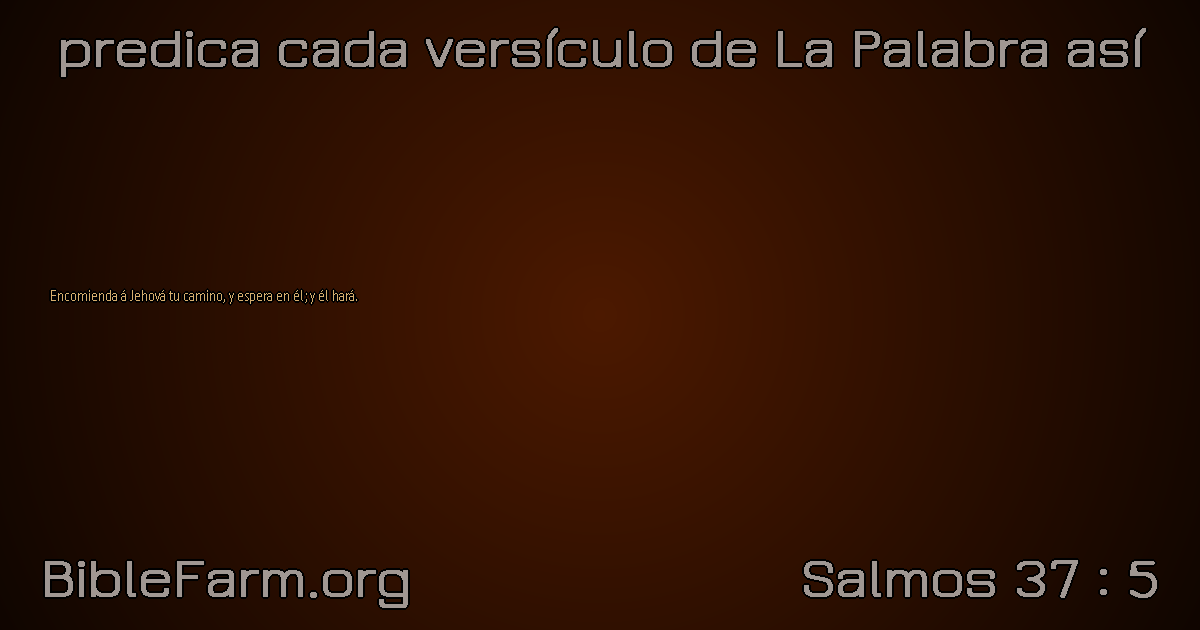 predica cada versículo de La Palabra así
Encomienda á Jehová tu camino, y espera en él; y él hará.
BibleFarm.org
Salmos 37 : 5